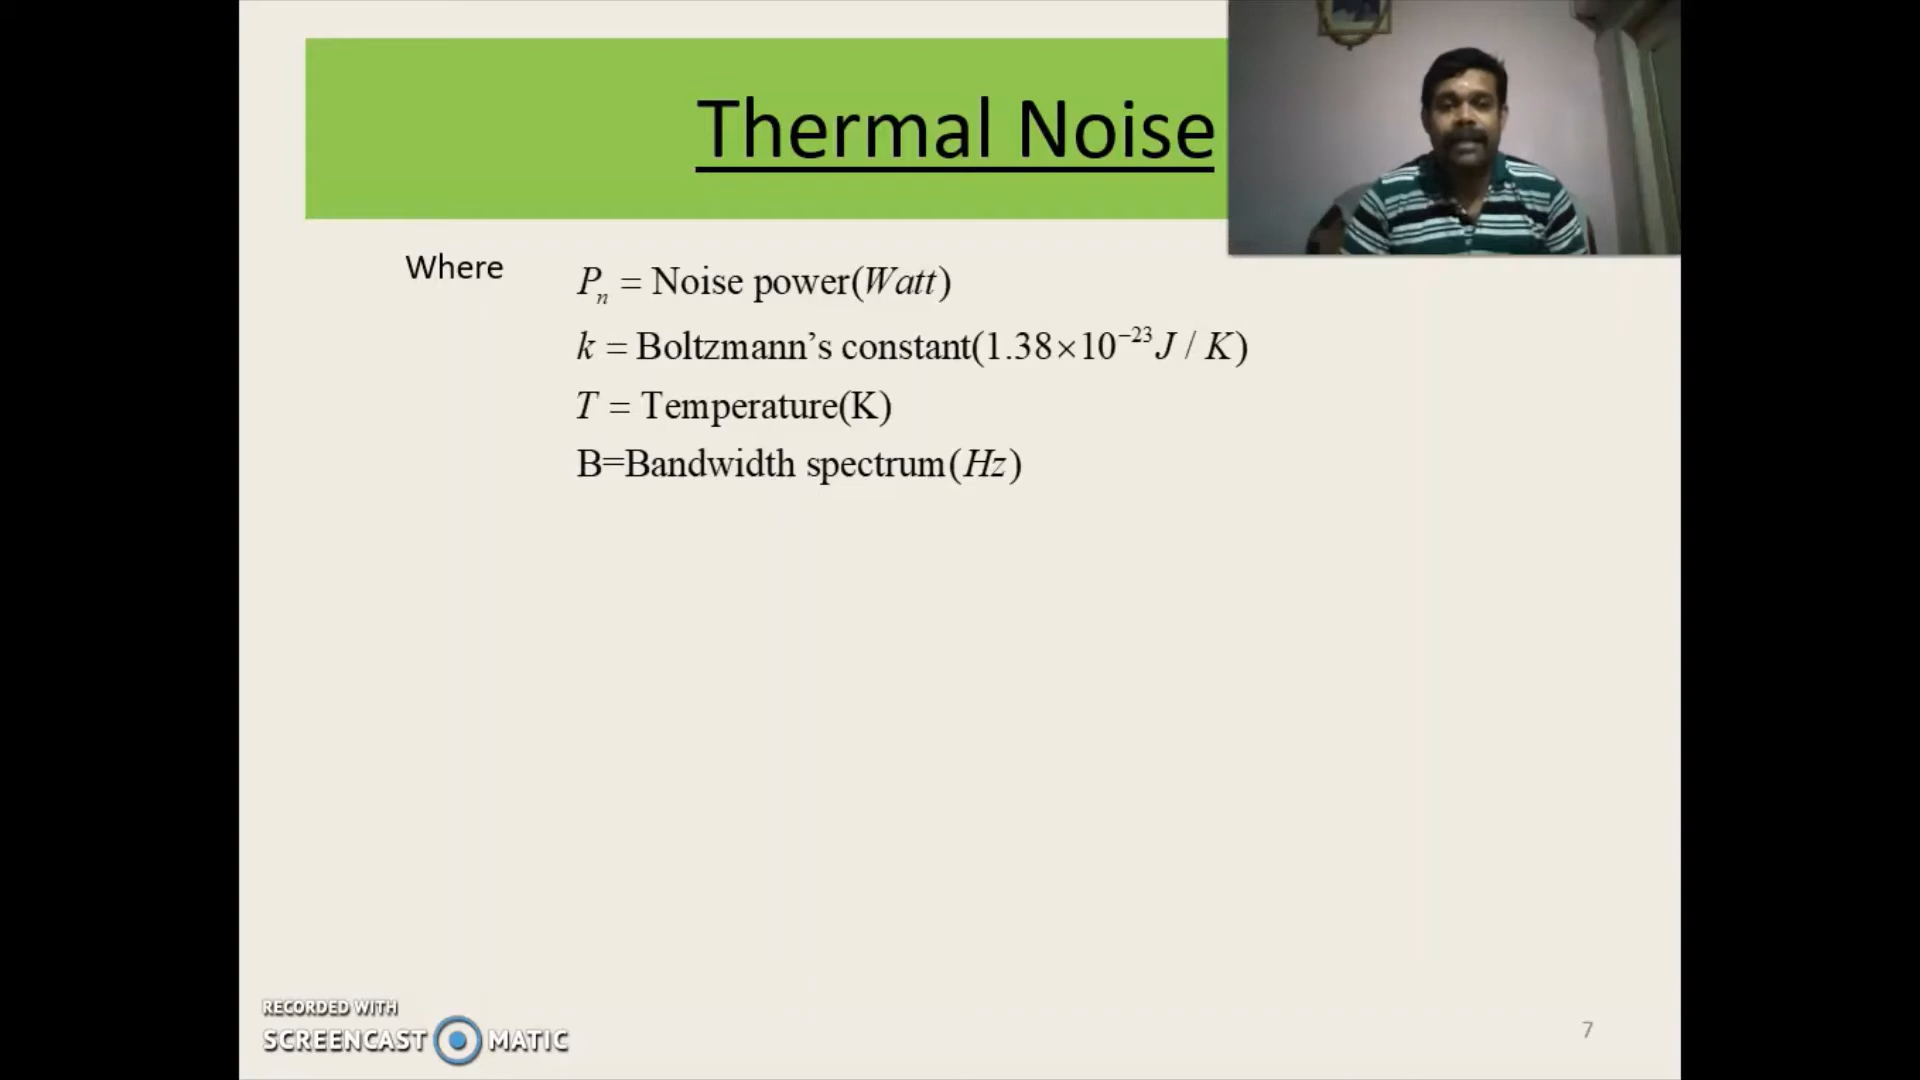 Thermal Noise
Where
Pₙ = Noise power(Watt)
k = Boltzmann’s constant(1.38×10⁻²³ J / K)
T = Temperature(K)
B=Bandwidth spectrum(Hz)
RECORDED WITH
SCREENCAST MATIC
7